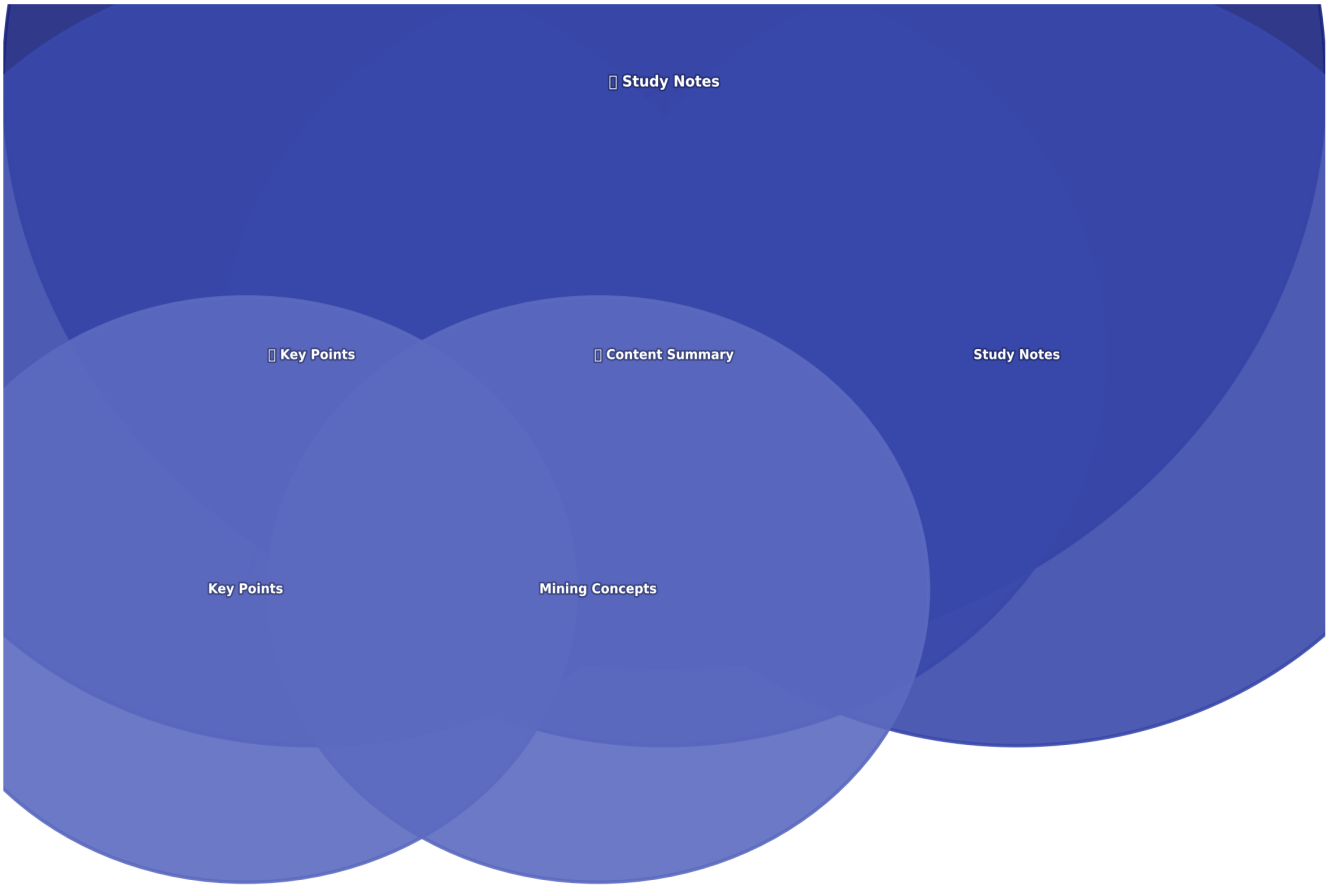 Study Notes
Key Points
Content Summary
Study Notes
Key Points
Mining Concepts